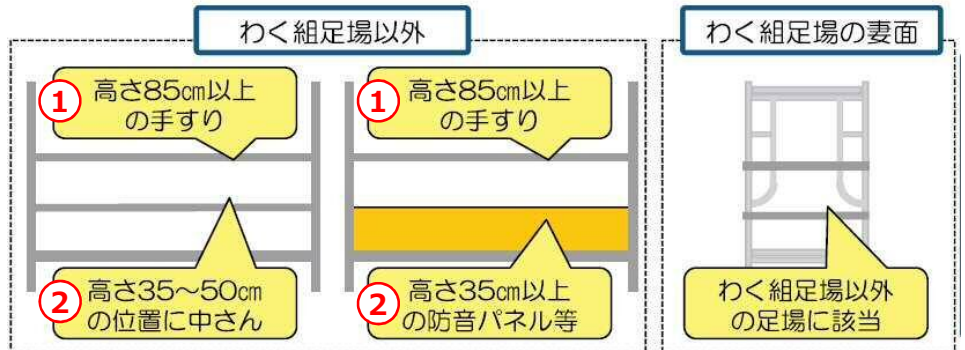 わく組足場以外
① 高さ85㎝以上
の手すり
② 高さ35～50㎝
の位置に中さん
① 高さ85㎝以上
の手すり
② 高さ35㎝以上
の防音パネル等
わく組足場の妻面
わく組足場以外
の足場に該当